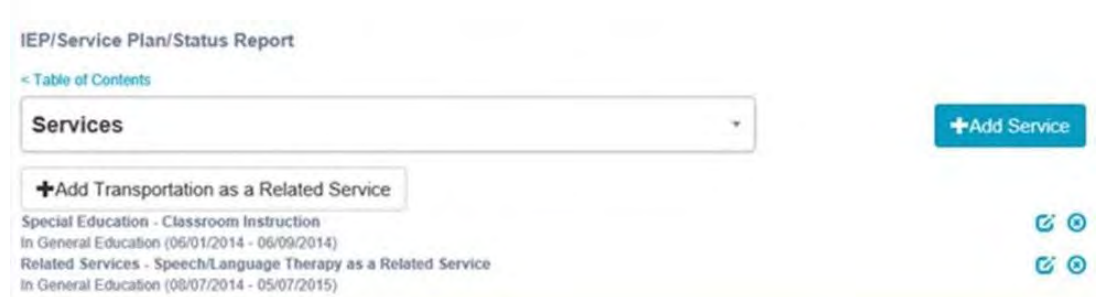 IEP/Service Plan/Status Report
< Table of Contents
Services
+Add Service
+Add Transportation as a Related Service
Special Education - Classroom Instruction
In General Education (06/01/2014 - 06/09/2014)
Related Services - Speech/Language Therapy as a Related Service
In General Education (08/07/2014 - 05/07/2015)